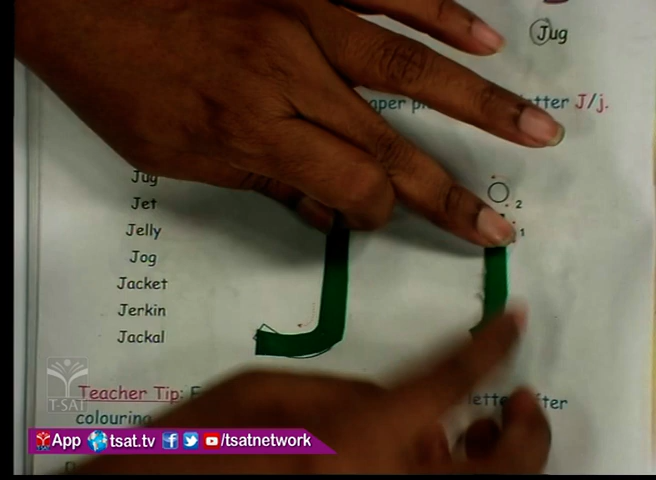 Jug
aper
tter J/j.
Jug
Jet
2
Jelly
1
Jog
Jacket
Jerkin
Jackal
Teacher Tip:
lette fter
colouring
T-SAT
App tsat.tv /tsatnetwork